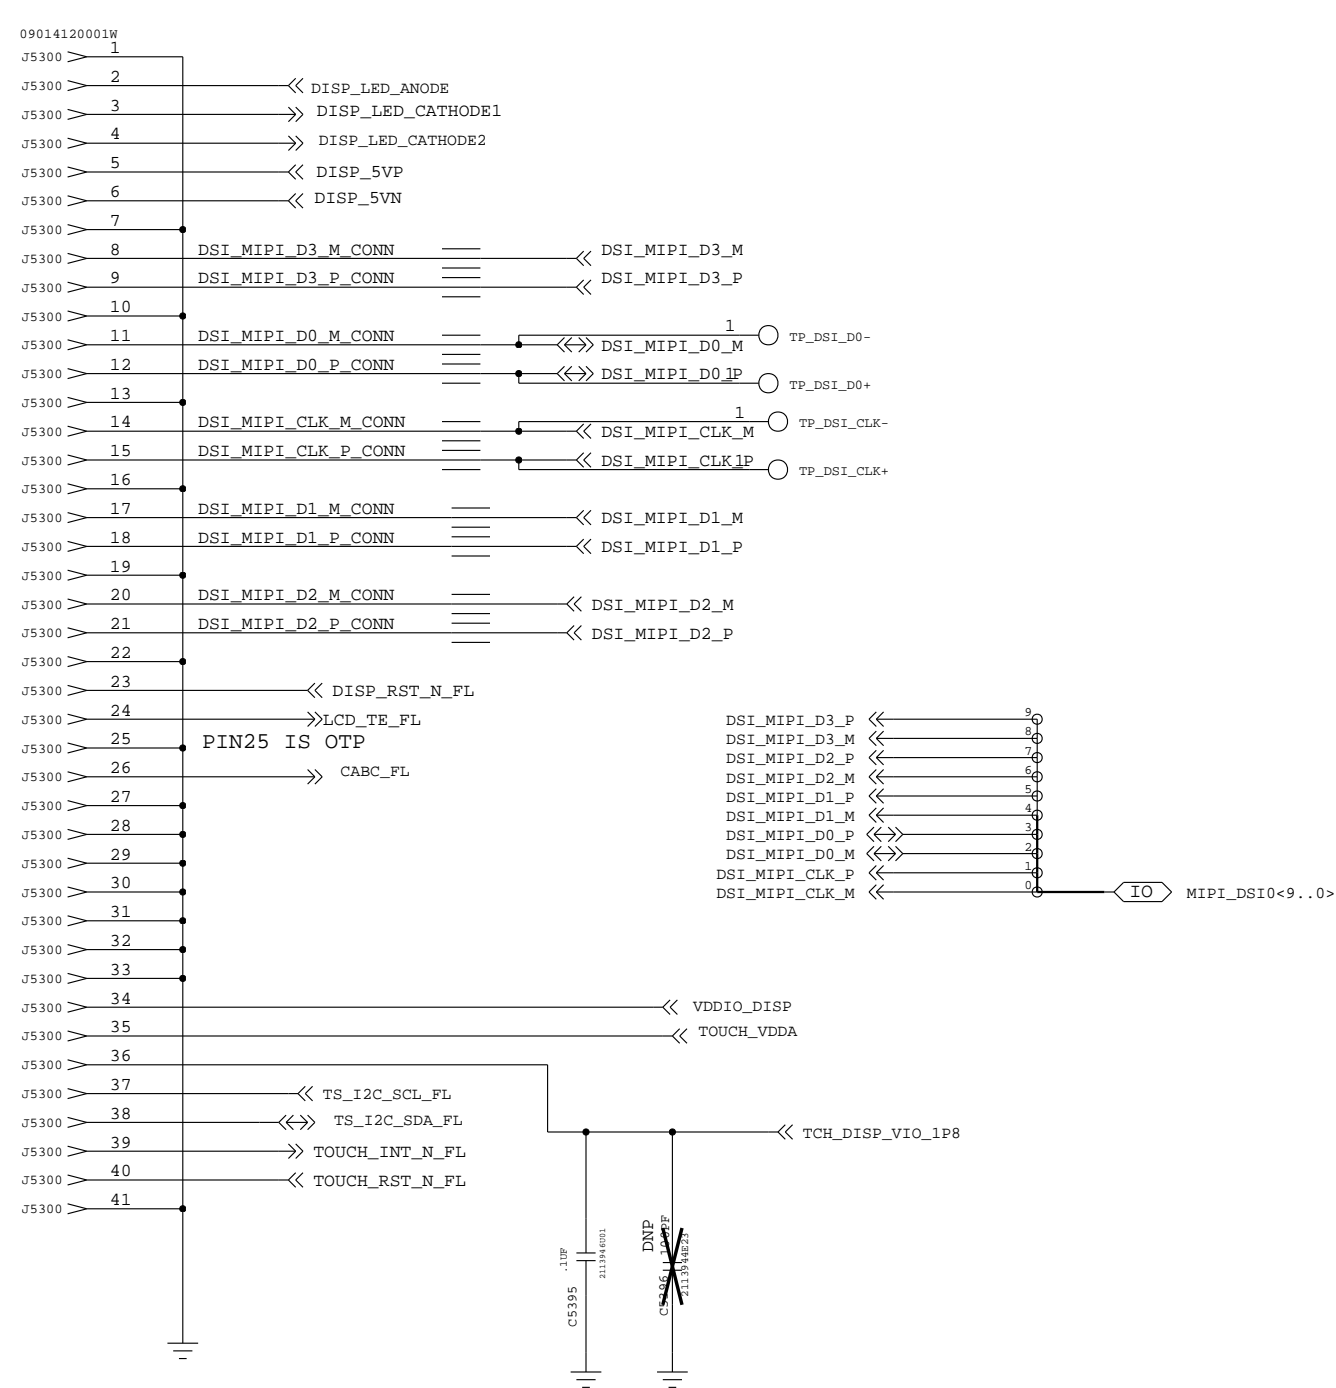 09014120001W
J5300 1
J5300 2 DISP_LED_ANODE
J5300 3 DISP_LED_CATHODE1
J5300 4 DISP_LED_CATHODE2
J5300 5 DISP_5VP
J5300 6 DISP_5VN
J5300 7
J5300 8 DSI_MIPI_D3_M_CONN DSI_MIPI_D3_M
J5300 9 DSI_MIPI_D3_P_CONN DSI_MIPI_D3_P
J5300 10
1 TP_DSI_D0-
J5300 11 DSI_MIPI_D0_M_CONN DSI_MIPI_D0_M
J5300 12 DSI_MIPI_D0_P_CONN DSI_MIPI_D0_P
1 TP_DSI_D0+
J5300 13
1 TP_DSI_CLK-
J5300 14 DSI_MIPI_CLK_M_CONN DSI_MIPI_CLK_M
J5300 15 DSI_MIPI_CLK_P_CONN DSI_MIPI_CLK_P
1 TP_DSI_CLK+
J5300 16
J5300 17 DSI_MIPI_D1_M_CONN DSI_MIPI_D1_M
J5300 18 DSI_MIPI_D1_P_CONN DSI_MIPI_D1_P
J5300 19
J5300 20 DSI_MIPI_D2_M_CONN DSI_MIPI_D2_M
J5300 21 DSI_MIPI_D2_P_CONN DSI_MIPI_D2_P
J5300 22
J5300 23 DISP_RST_N_FL
J5300 24 LCD_TE_FL
J5300 25 PIN25 IS OTP
J5300 26 CABC_FL
J5300 27
J5300 28
J5300 29
J5300 30
J5300 31
J5300 32
J5300 33
J5300 34 VDDIO_DISP
J5300 35 TOUCH_VDDA
J5300 36
J5300 37 TS_I2C_SCL_FL
J5300 38 TS_I2C_SDA_FL
J5300 39 TOUCH_INT_N_FL
J5300 40 TOUCH_RST_N_FL
J5300 41
DSI_MIPI_D3_P 9
DSI_MIPI_D3_M 8
DSI_MIPI_D2_P 7
DSI_MIPI_D2_M 6
DSI_MIPI_D1_P 5
DSI_MIPI_D1_M 4
DSI_MIPI_D0_P 3
DSI_MIPI_D0_M 2
DSI_MIPI_CLK_P 1
DSI_MIPI_CLK_M 0
IO MIPI_DSI0<9..0>
TCH_DISP_VIO_1P8
C5395 .1UF
2113946U01
DNP
C5396 100PF
2113944E23